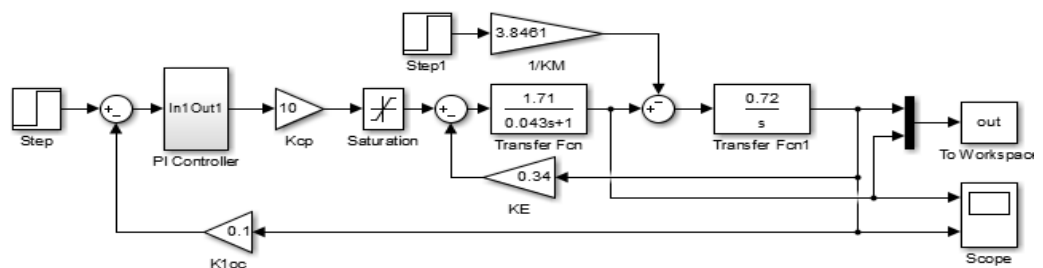 3.8461
Step1
1/KM
In1 Out1
10
1.71
0.043s+1
0.72
s
out
Step
PI Controller
Kcp
Saturation
Transfer Fcn
Transfer Fcn1
To Workspace
0.34
KE
0.1
K1oc
Scope